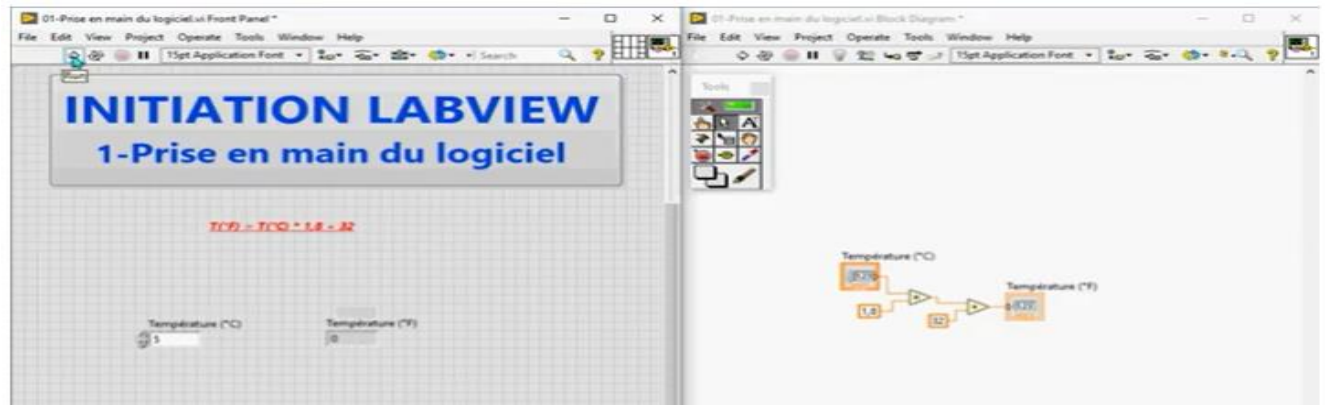 01-Prise en main du logiciel.vi Front Panel *
File Edit View Project Operate Tools Window Help
15pt Application Font
Search
Run
INITIATION LABVIEW
1-Prise en main du logiciel
T(°F) = T(°C) * 1,8 + 32
Température (°C)
5
Température (°F)
0
01-Prise en main du logiciel.vi Block Diagram *
File Edit View Project Operate Tools Window Help
15pt Application Font
Tools
Température (°C)
1,8
32
Température (°F)